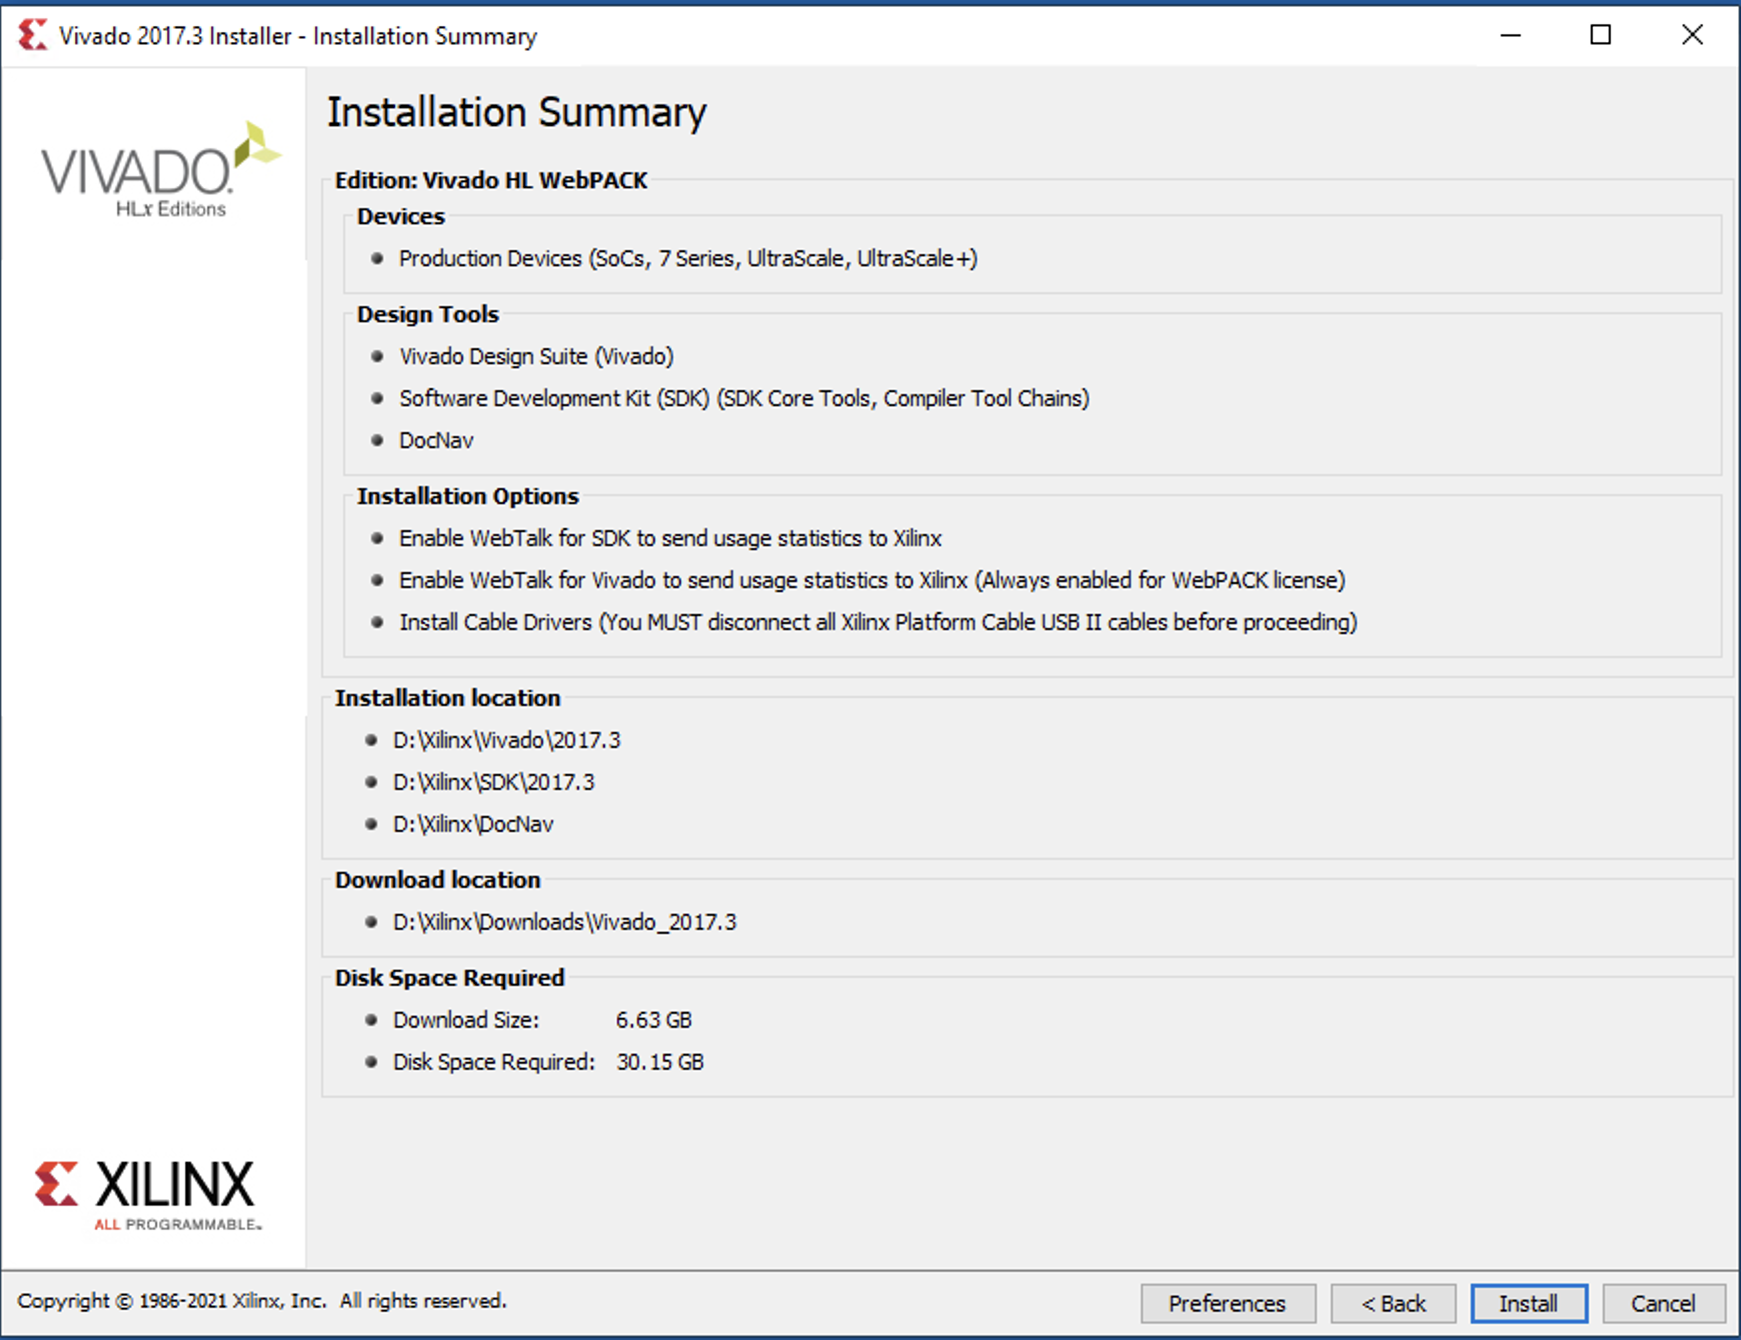 Vivado 2017.3 Installer - Installation Summary
VIVADO.
HLx Editions
Installation Summary
Edition: Vivado HL WebPACK
Devices
Production Devices (SoCs, 7 Series, UltraScale, UltraScale+)
Design Tools
Vivado Design Suite (Vivado)
Software Development Kit (SDK) (SDK Core Tools, Compiler Tool Chains)
DocNav
Installation Options
Enable WebTalk for SDK to send usage statistics to Xilinx
Enable WebTalk for Vivado to send usage statistics to Xilinx (Always enabled for WebPACK license)
Install Cable Drivers (You MUST disconnect all Xilinx Platform Cable USB II cables before proceeding)
Installation location
D:\Xilinx\Vivado\2017.3
D:\Xilinx\SDK\2017.3
D:\Xilinx\DocNav
Download location
D:\Xilinx\Downloads\Vivado_2017.3
Disk Space Required
Download Size: 6.63 GB
Disk Space Required: 30.15 GB
XILINX
ALL PROGRAMMABLE™
Copyright © 1986-2021 Xilinx, Inc. All rights reserved.
Preferences < Back Install Cancel